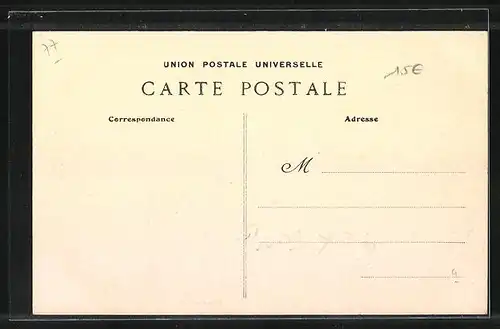 77
UNION POSTALE UNIVERSELLE
15€
CARTE POSTALE
Correspondance
Adresse
M